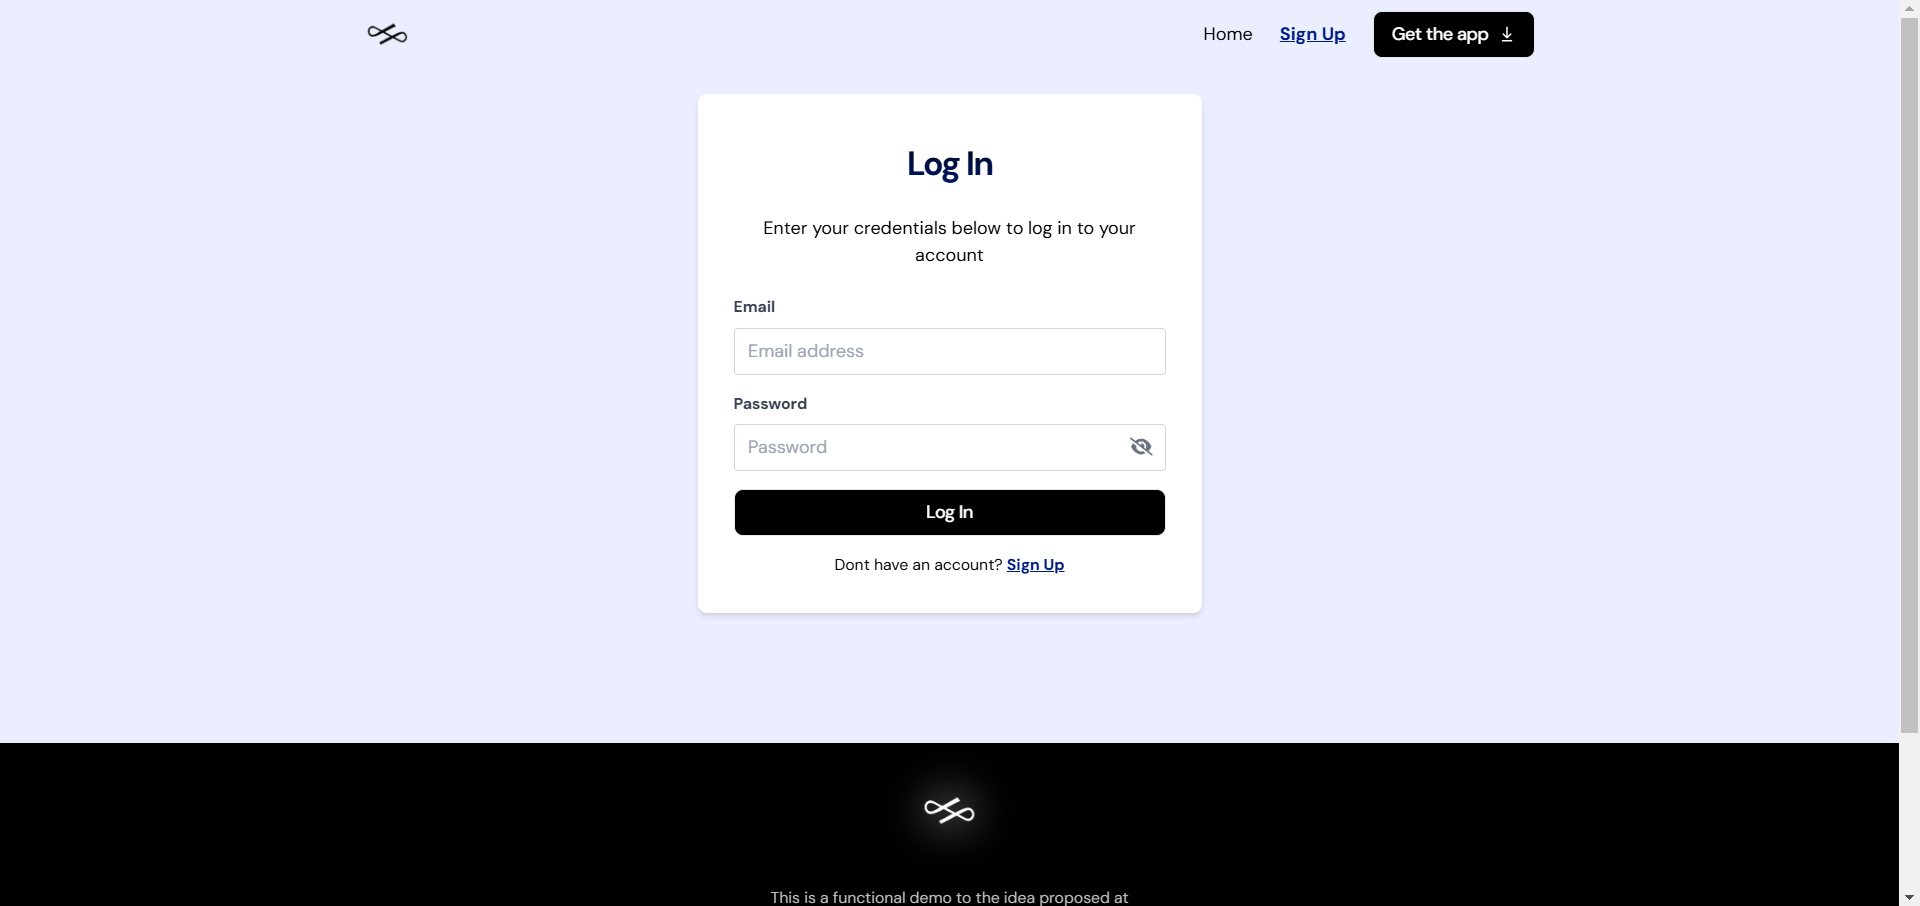 Home Sign Up Get the app
Log In
Enter your credentials below to log in to your
account
Email
Email address
Password
Password
Log In
Dont have an account? Sign Up
This is a functional demo to the idea proposed at